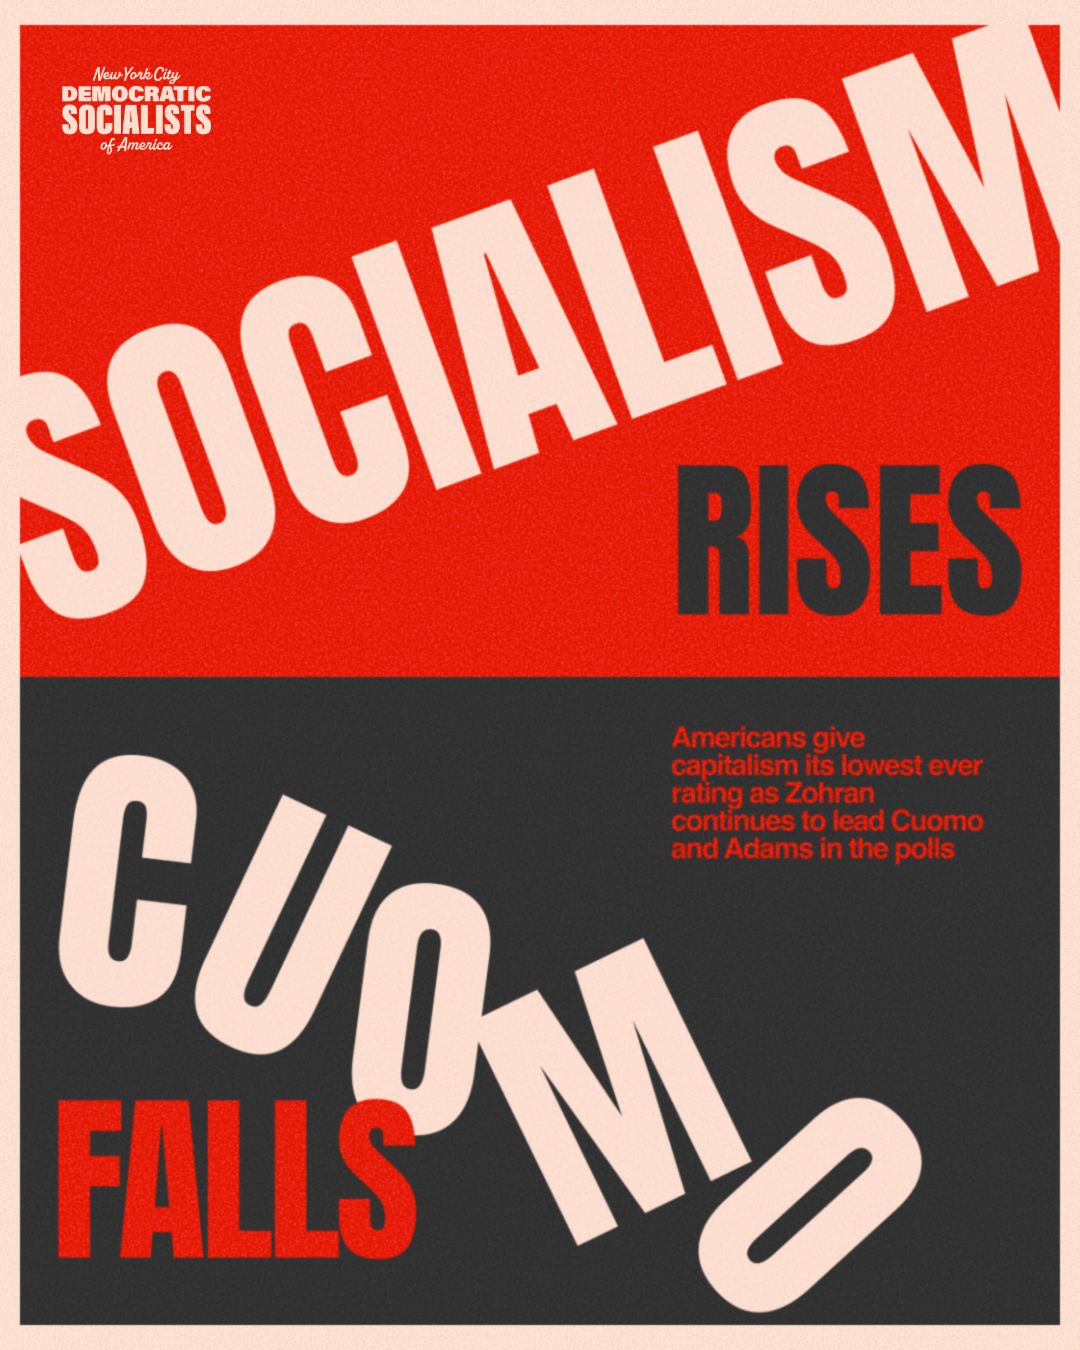 New York City
DEMOCRATIC
SOCIALISTS
of America
SOCIALISM
RISES
Americans give
capitalism its lowest ever
rating as Zohran
continues to lead Cuomo
and Adams in the polls
CUOMO
FALLS